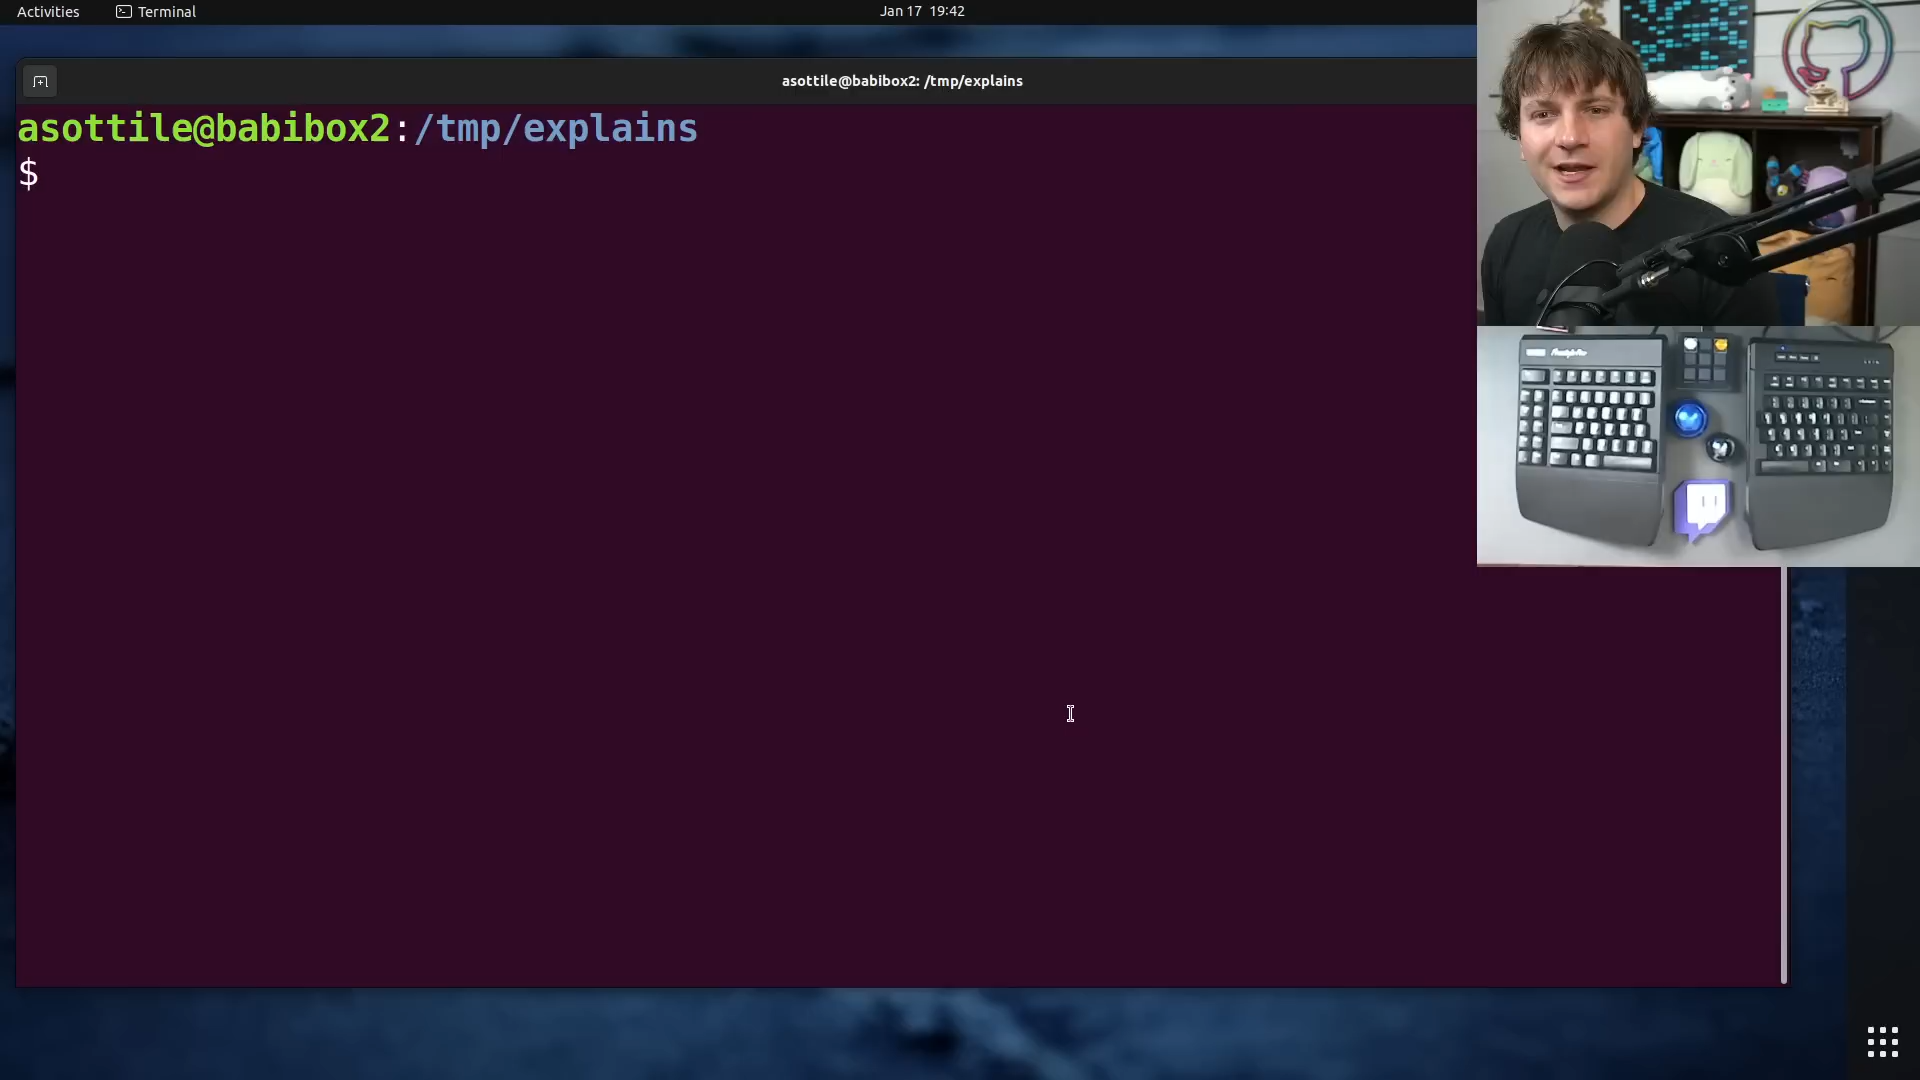 Activities
Terminal
Jan 17 19:42
asottile@babibox2: /tmp/explains
asottile@babibox2:/tmp/explains
$